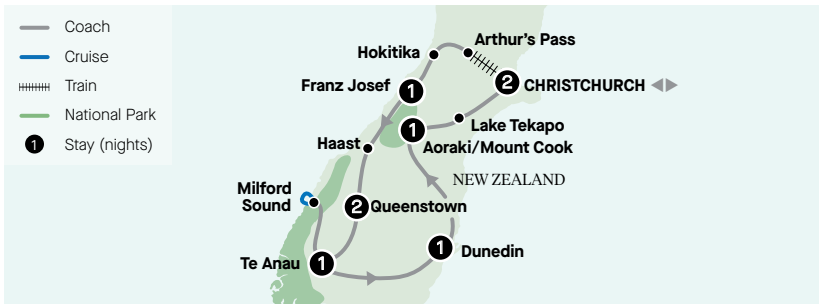 Coach
Cruise
Train
National Park
1 Stay (nights)
Arthur's Pass
Hokitika
Franz Josef
1
2 CHRISTCHURCH
Lake Tekapo
1
Aoraki/Mount Cook
Haast
NEW ZEALAND
Milford
Sound
2 Queenstown
Te Anau 1
1 Dunedin